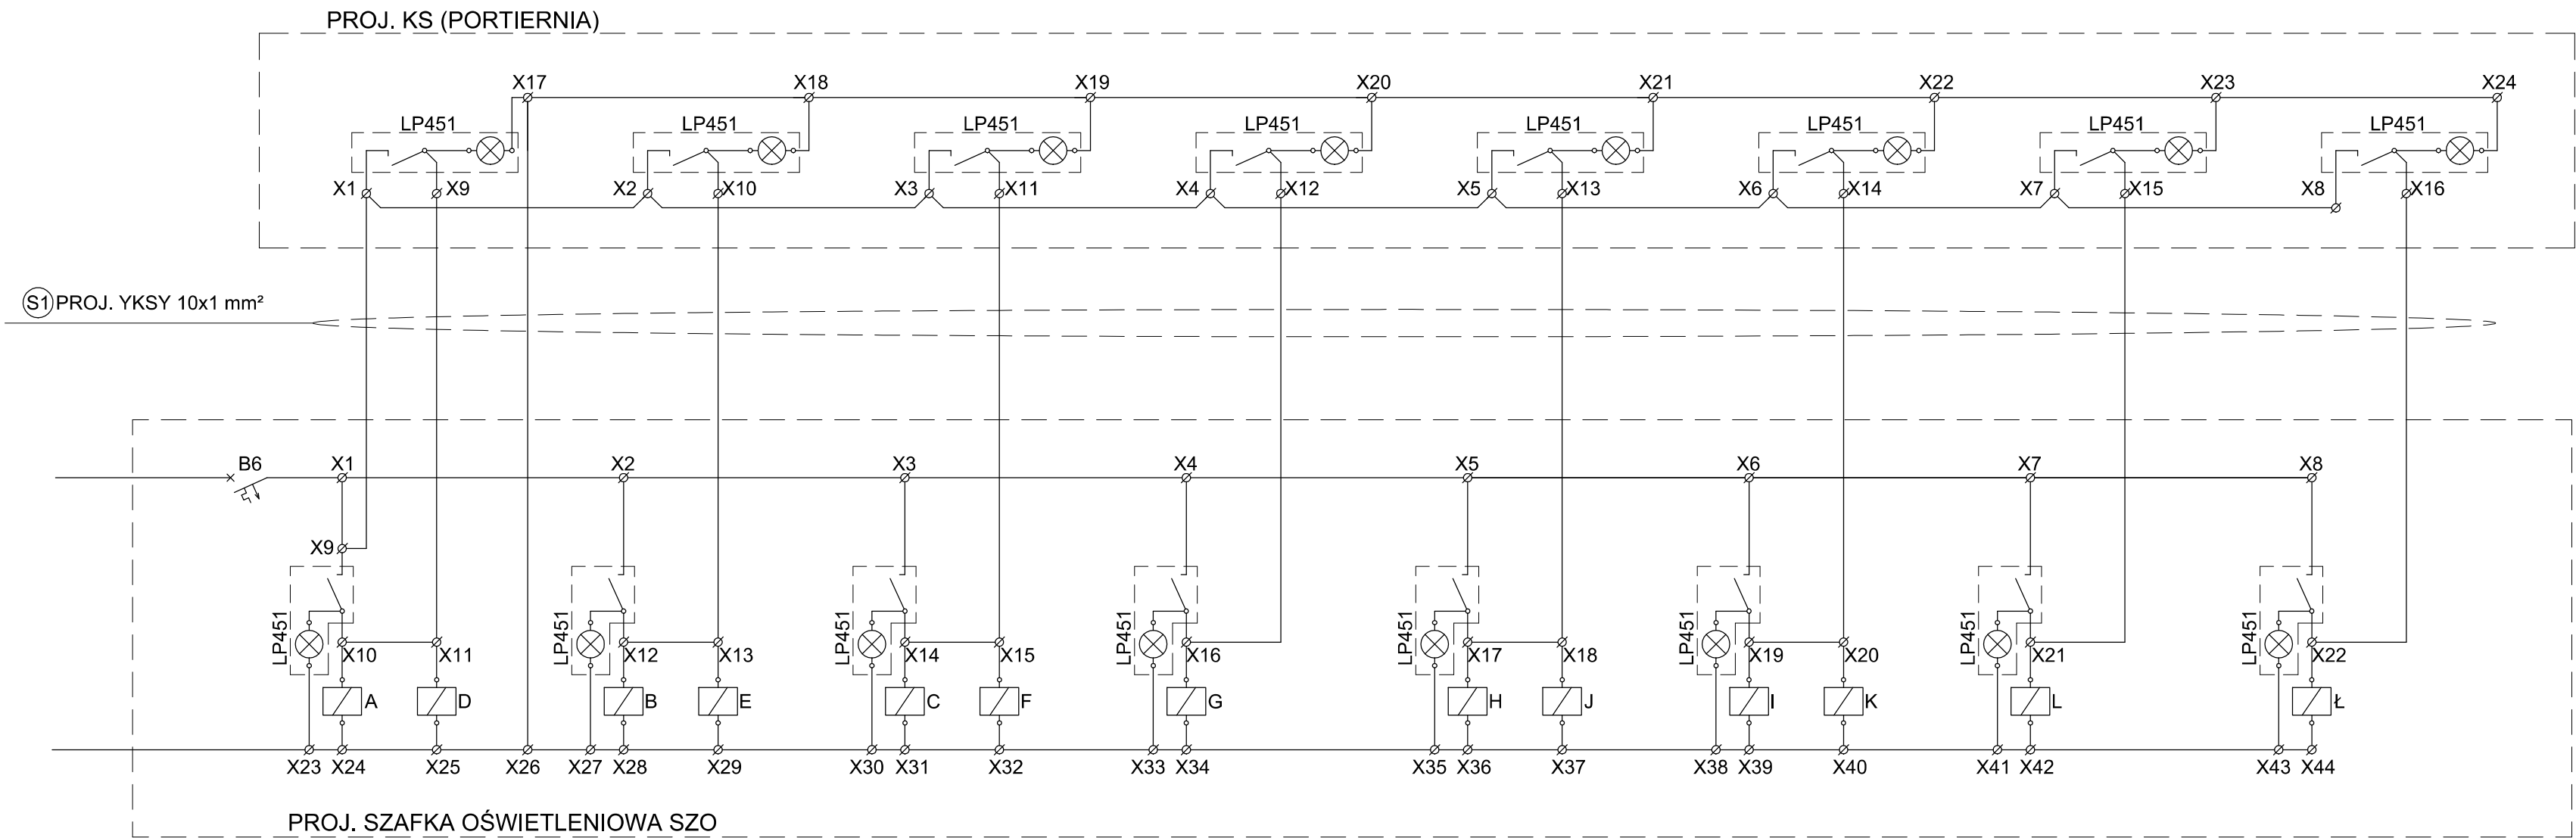 PROJ. KS (PORTIERNIA)
X17 X18 X19 X20 X21 X22 X23 X24
LP451 LP451 LP451 LP451 LP451 LP451 LP451 LP451
X1 X9 X2 X10 X3 X11 X4 X12 X5 X13 X6 X14 X7 X15 X8 X16
S1 PROJ. YKSY 10x1 mm²
B6 X1 X2 X3 X4 X5 X6 X7 X8
X9
LP451 LP451 LP451 LP451 LP451 LP451 LP451 LP451
X10 X11 X12 X13 X14 X15 X16 X17 X18 X19 X20 X21 X22
A D B E C F G H J I K L Ł
X23 X24 X25 X26 X27 X28 X29 X30 X31 X32 X33 X34 X35 X36 X37 X38 X39 X40 X41 X42 X43 X44
PROJ. SZAFKA OŚWIETLENIOWA SZO